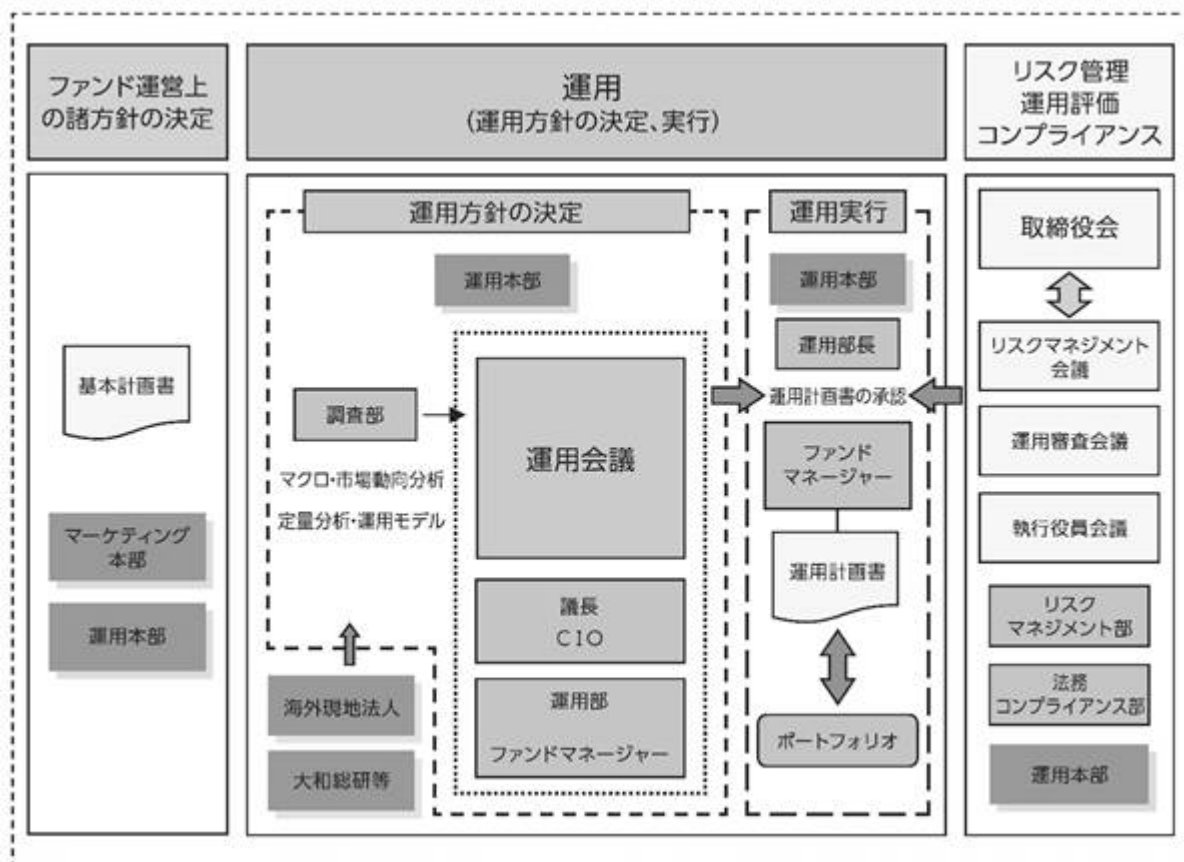 ファンド運営上
の諸方針の決定
運用
(運用方針の決定、実行)
リスク管理
運用評価
コンプライアンス
基本計画書
マーケティング
本部
運用本部
運用方針の決定
運用本部
調査部
マクロ・市場動向分析
定量分析・運用モデル
海外現地法人
大和総研等
運用会議
議長
CIO
運用部
ファンドマネージャー
運用実行
運用本部
運用部長
運用計画書の承認
ファンド
マネージャー
運用計画書
ポートフォリオ
取締役会
リスクマネジメント
会議
運用審査会議
執行役員会議
リスク
マネジメント部
法務
コンプライアンス部
運用本部